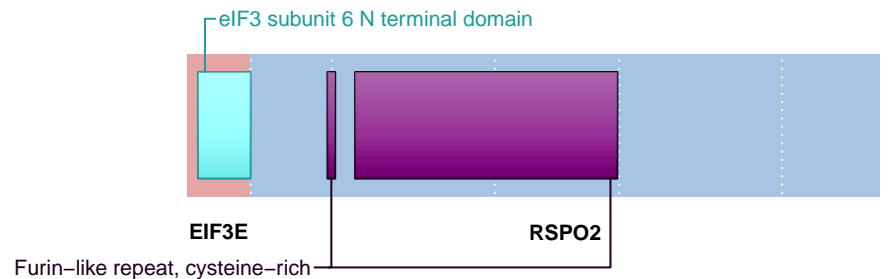 eIF3 subunit 6 N terminal domain
EIF3E
RSPO2
Furin−like repeat, cysteine−rich